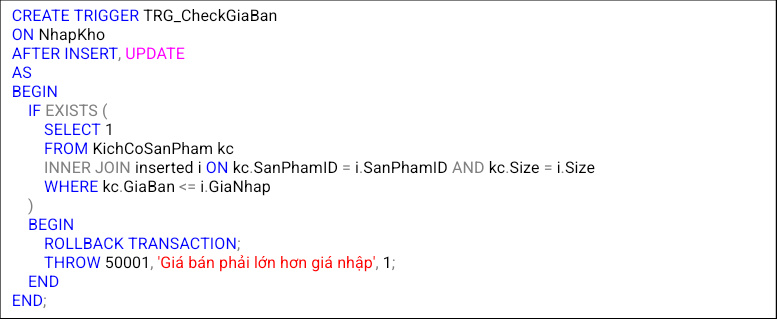 CREATE TRIGGER TRG_CheckGiaBan
ON NhapKho
AFTER INSERT, UPDATE
AS
BEGIN
IF EXISTS (
SELECT 1
FROM KichCoSanPham kc
INNER JOIN inserted i ON kc.SanPhamID = i.SanPhamID AND kc.Size = i.Size
WHERE kc.GiaBan <= i.GiaNhap
)
BEGIN
ROLLBACK TRANSACTION;
THROW 50001, 'Giá bán phải lớn hơn giá nhập', 1;
END
END;